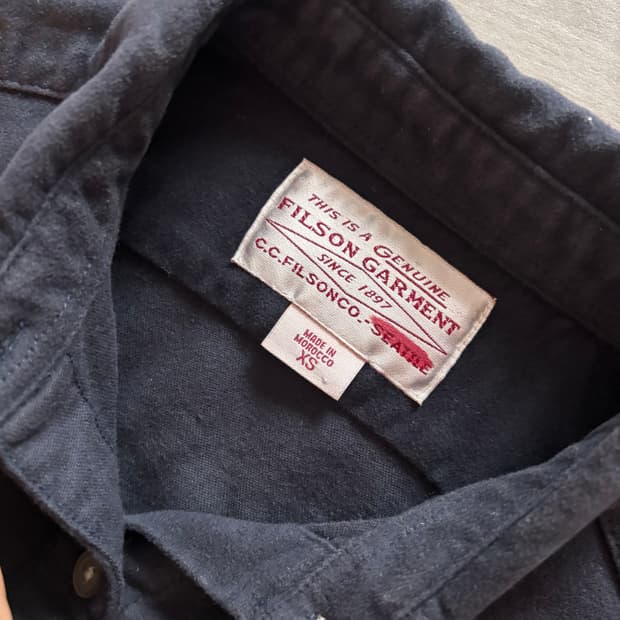 THIS IS A GENUINE
FILSON GARMENT
SINCE 1897
C.C.FILSONCO.-SEATTLE
MADE IN
MOROCCO
XS